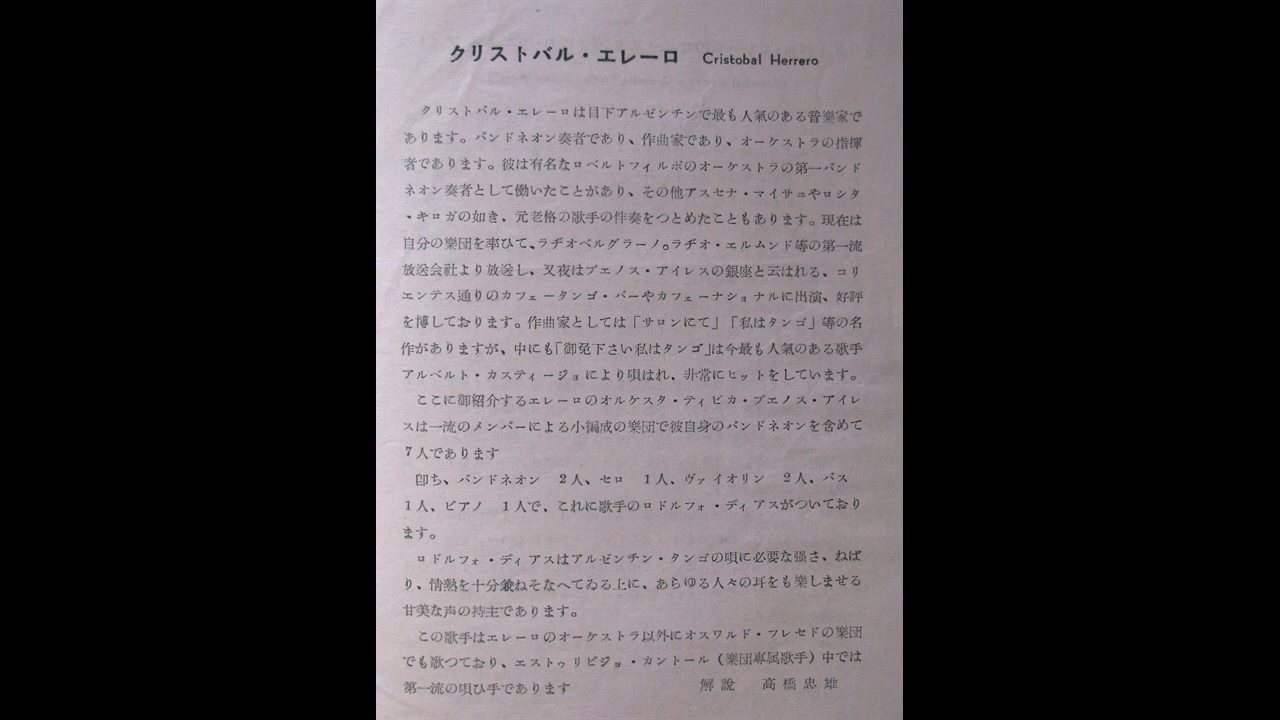 クリストバル・エレーロ Cristobal Herrero
クリストバル・エレーロは目下アルゼンチンで最も人氣のある音樂家で
あります。バンドネオン奏者であり、作曲家であり、オーケストラの指揮
者であります。彼は有名なロベルトフィルポのオーケストラの第一バンド
ネオン奏者として働いたことがあり、その他アスセナ・マイサニやロシタ
・キロガの如き、元老格の歌手の伴奏をつとめたこともあります。現在は
自分の樂団を率ひて、ラヂオベルグラーノ。ラヂオ・エルムンド等の第一流
放送会社より放送し、又夜はブエノス・アイレスの銀座と云はれる、コリ
エンテス通りのカフェータンゴ・バーやカフェーナショナルに出演、好評
を博しております。作曲家としては「サロンにて」「私はタンゴ」等の名
作がありますが、中にも「御免下さい私はタンゴ」は今最も人氣のある歌手
アルベルト・カスティージョにより唄はれ、非常にヒットをしています。
ここに御紹介するエレーロのオルケスタ・ティピカ・ブエノス・アイレ
スは一流のメンバーによる小編成の樂団で彼自身のバンドネオンを含めて
7人であります
卽ち、バンドネオン 2人、セロ 1人、ヴァイオリン 2人、バス
1人、ピアノ 1人で、これに歌手のロドルフォ・ディアスがついており
ます。
ロドルフォ・ディアスはアルゼンチン・タンゴの唄に必要な强さ、ねば
り、情熱を十分兼ねそなへてゐる上に、あらゆる人々の耳をも樂しませる
甘美な声の持主であります。
この歌手はエレーロのオーケストラ以外にオスワルド・フレセドの樂団
でも歌つており、エストゥリビジョ・カントール（樂団専属歌手）中では
第一流の唄ひ手であります 解說 高橋忠雄